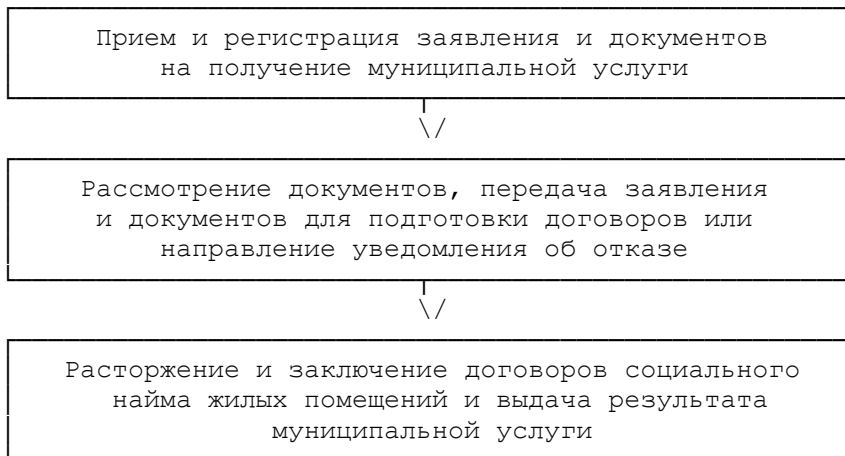 Прием и регистрация заявления и документов
на получение муниципальной услуги
\/
Рассмотрение документов, передача заявления
и документов для подготовки договоров или
направление уведомления об отказе
\/
Расторжение и заключение договоров социального
найма жилых помещений и выдача результата
муниципальной услуги